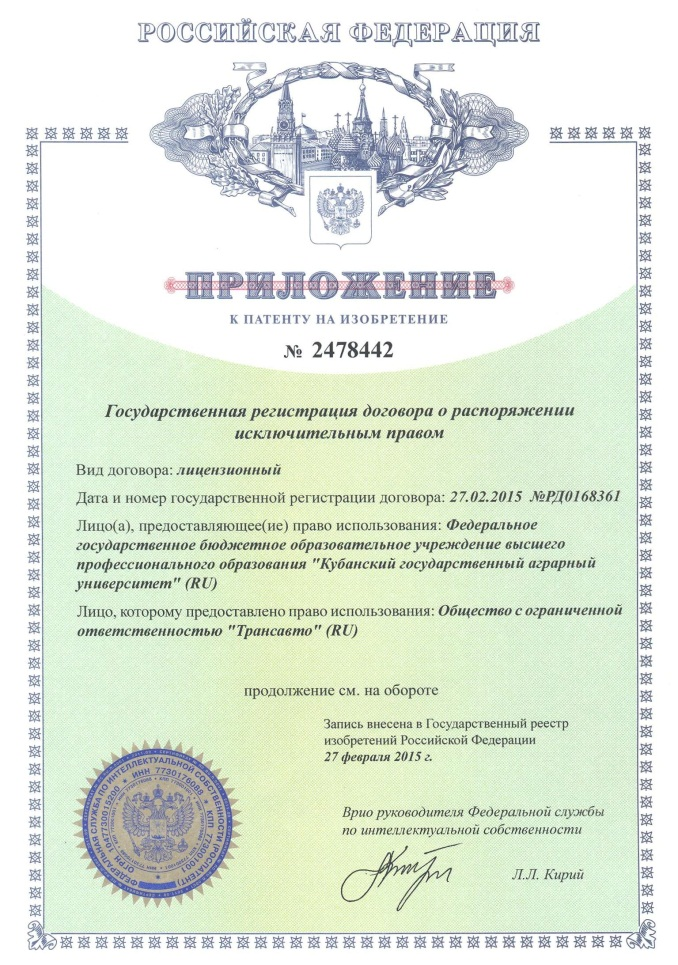 РОССИЙСКАЯ ФЕДЕРАЦИЯ
ПРИЛОЖЕНИЕ
К ПАТЕНТУ НА ИЗОБРЕТЕНИЕ
№ 2478442
Государственная регистрация договора о распоряжении
исключительным правом
Вид договора: лицензионный
Дата и номер государственной регистрации договора: 27.02.2015 №РД0168361
Лицо(а), предоставляющее(ие) право использования: Федеральное
государственное бюджетное образовательное учреждение высшего
профессионального образования "Кубанский государственный аграрный
университет" (RU)
Лицо, которому предоставлено право использования: Общество с ограниченной
ответственностью "Трансавто" (RU)
продолжение см. на обороте
Запись внесена в Государственный реестр
изобретений Российской Федерации
27 февраля 2015 г.
Врио руководителя Федеральной службы
по интеллектуальной собственности
Л.Л. Кирий
ФЕДЕРАЛЬНАЯ СЛУЖБА ПО ИНТЕЛЛЕКТУАЛЬНОЙ СОБСТВЕННОСТИ (РОСПАТЕНТ)
ОГРН 1047730015200 * ИНН 7730176088 * КПП